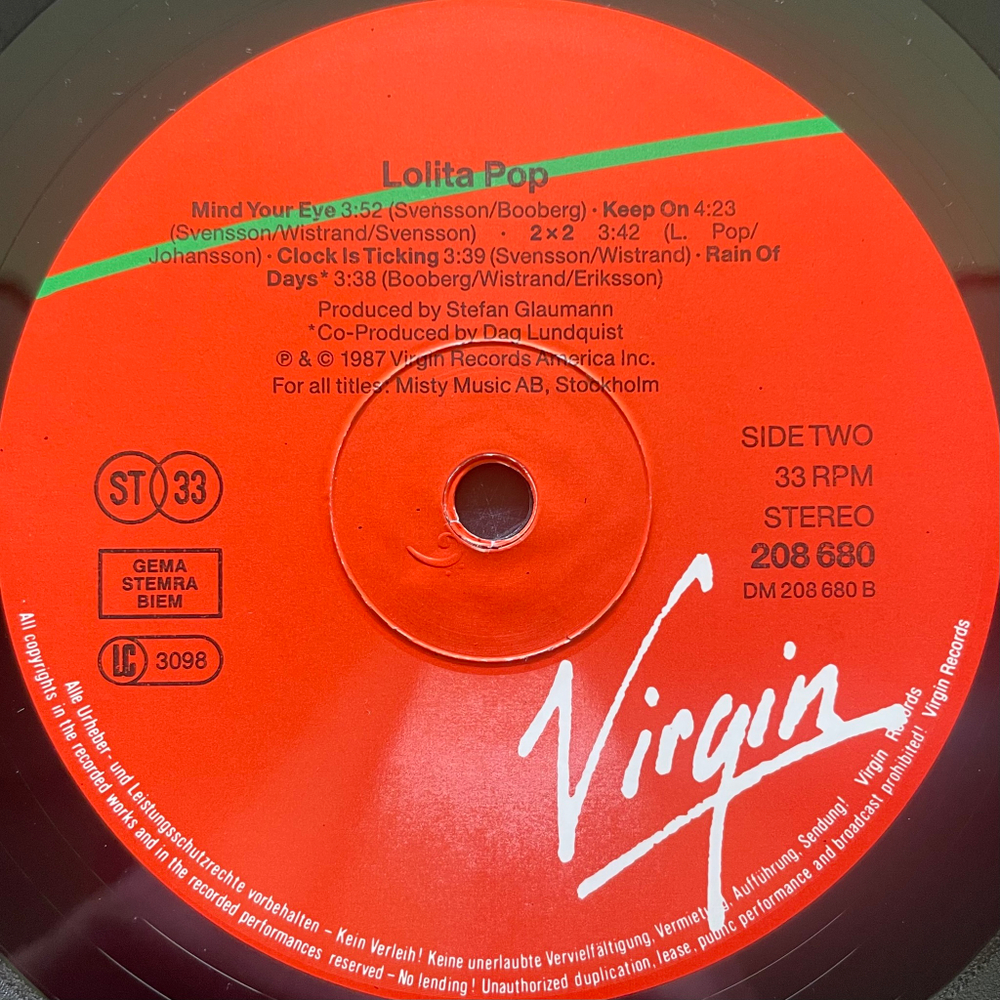 Lolita Pop
Mind Your Eye 3:52 (Svensson/Booberg) · Keep On 4:23
(Svensson/Wistrand/Svensson) · 2×2 3:42 (L. Pop/
Johansson) · Clock Is Ticking 3:39 (Svensson/Wistrand) · Rain Of
Days* 3:38 (Booberg/Wistrand/Eriksson)
Produced by Stefan Glaumann
*Co-Produced by Dag Lundquist
℗ & © 1987 Virgin Records America Inc.
For all titles: Misty Music AB, Stockholm
SIDE TWO
33 RPM
STEREO
208 680
DM 208 680 B
ST 33
GEMA
STEMRA
BIEM
LC 3098
Virgin
Alle Urheber- und Leistungsschutzrechte vorbehalten – Kein Verleih! Keine unerlaubte Vervielfältigung, Vermietung, Aufführung, Sendung! Virgin Records
All copyrights in the recorded works and in the recorded performances reserved – No lending! Unauthorized duplication, lease, public performance and broadcast prohibited! Virgin Records